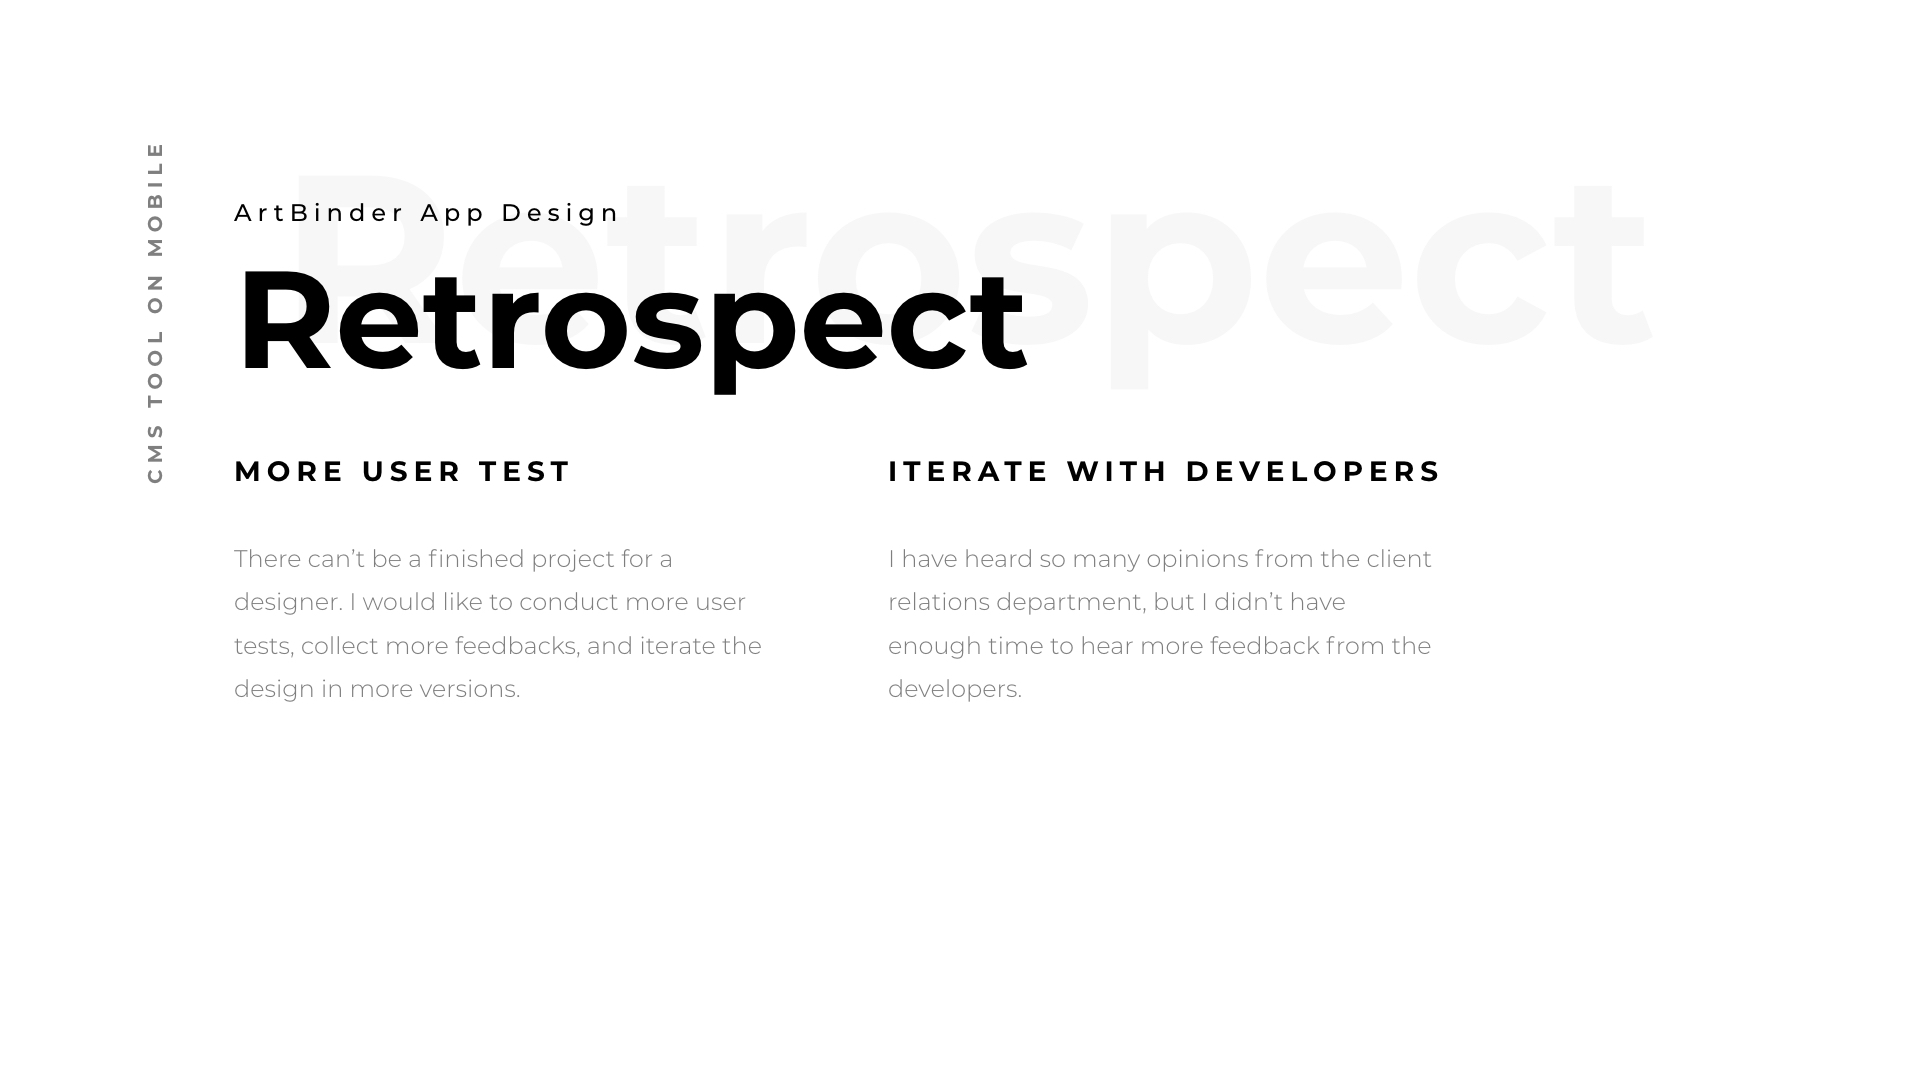 CMS TOOL ON MOBILE
ArtBinder App Design
Retrospect
Retrospect
MORE USER TEST
There can’t be a finished project for a
designer. I would like to conduct more user
tests, collect more feedbacks, and iterate the
design in more versions.
ITERATE WITH DEVELOPERS
I have heard so many opinions from the client
relations department, but I didn’t have
enough time to hear more feedback from the
developers.